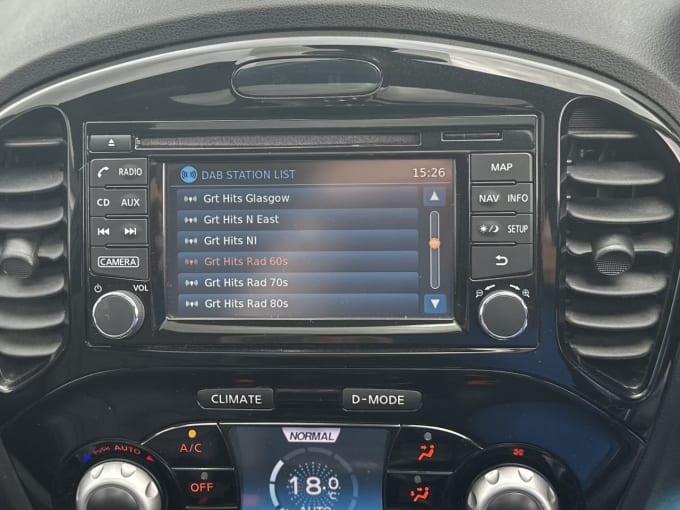 DAB STATION LIST 15:26
Grt Hits Glasgow
Grt Hits N East
Grt Hits NI
Grt Hits Rad 60s
Grt Hits Rad 70s
Grt Hits Rad 80s
RADIO
CD AUX
CAMERA
VOL
MAP
NAV INFO
SETUP
CLIMATE D-MODE
PUSH AUTO
A/C
OFF
NORMAL
18.0°C
AUTO